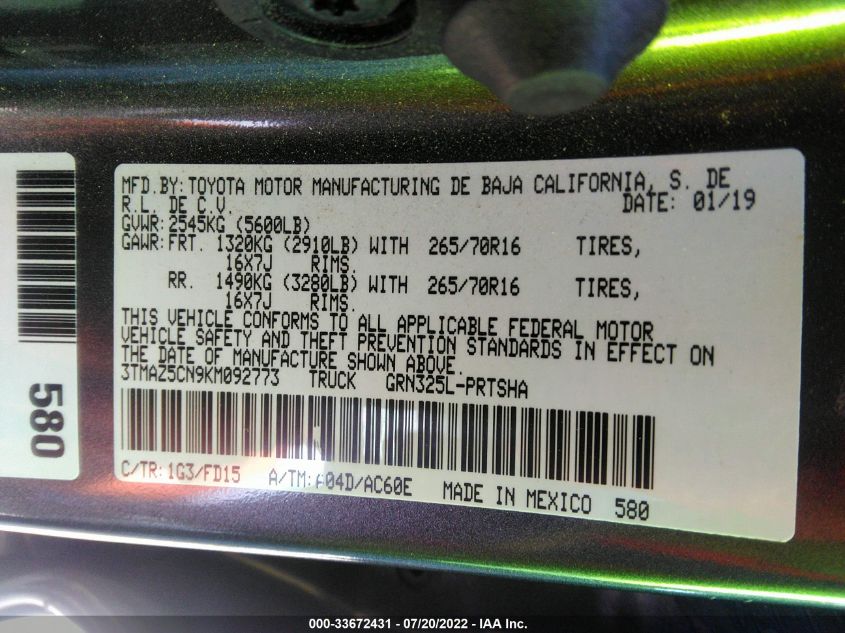 MFD.BY: TOYOTA MOTOR MANUFACTURING DE BAJA CALIFORNIA, S. DE
R.L. DE C.V. DATE: 01/19
GVWR: 2545KG (5600LB)
GAWR: FRT. 1320KG (2910LB) WITH 265/70R16 TIRES,
16X7J RIMS.
RR. 1490KG (3280LB) WITH 265/70R16 TIRES,
16X7J RIMS.
THIS VEHICLE CONFORMS TO ALL APPLICABLE FEDERAL MOTOR
VEHICLE SAFETY AND THEFT PREVENTION STANDARDS IN EFFECT ON
THE DATE OF MANUFACTURE SHOWN ABOVE.
3TMAZ5CN9KM092773 TRUCK GRN325L-PRTSHA
C/TR: 1G3/FD15 A/TM: A04D/AC60E MADE IN MEXICO 580
580
000-33672431 - 07/20/2022 - IAA Inc.